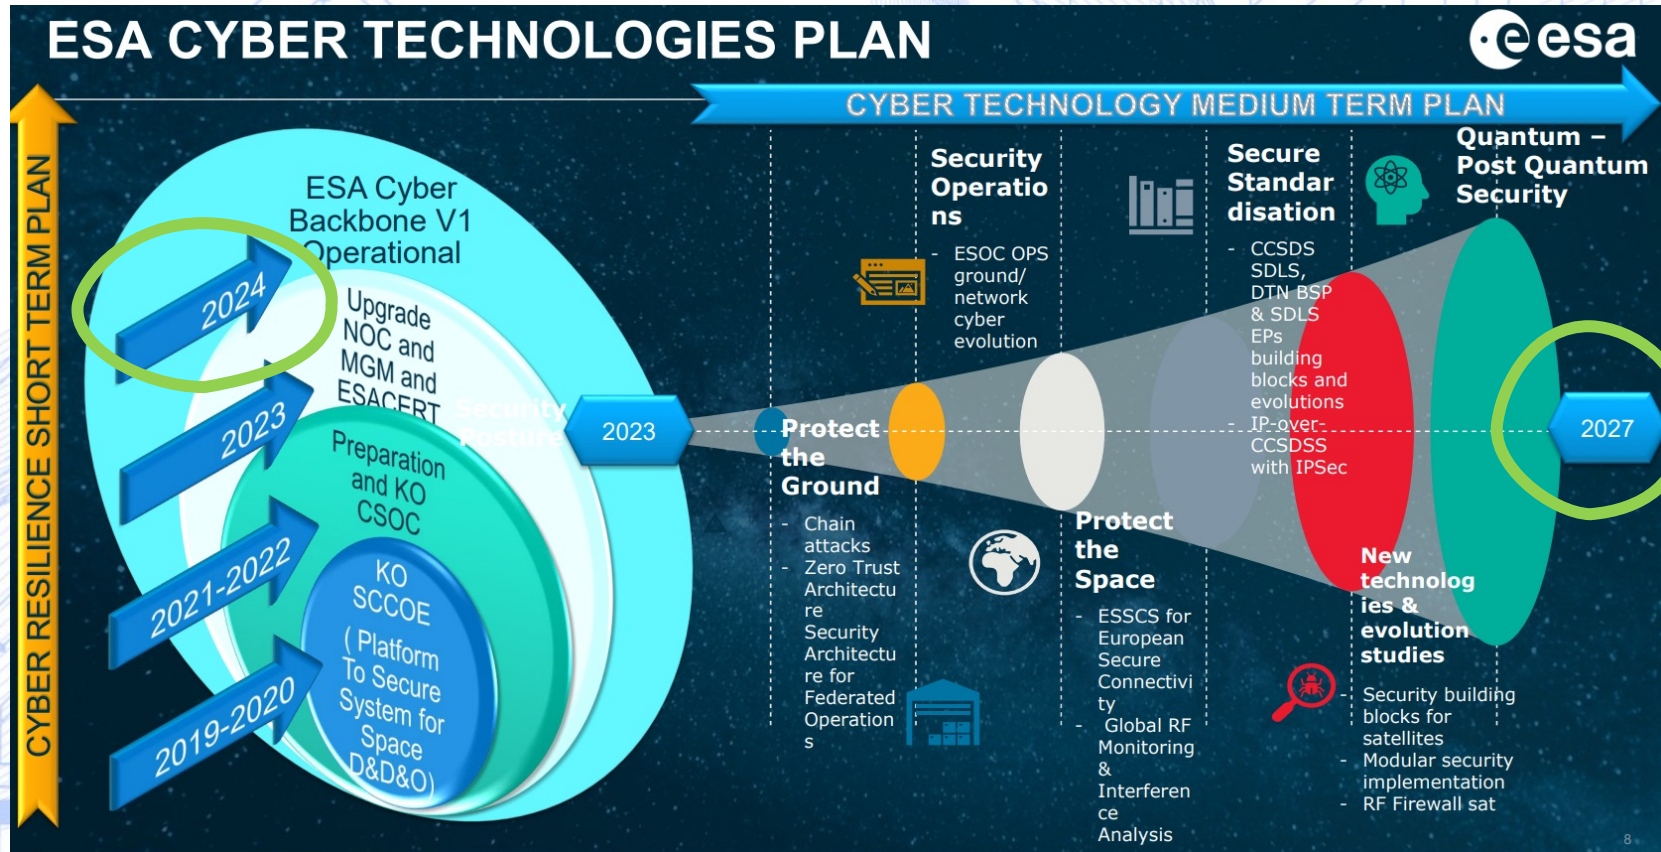 ESA CYBER TECHNOLOGIES PLAN
esa
CYBER TECHNOLOGY MEDIUM TERM PLAN
CYBER RESILIENCE SHORT TERM PLAN
ESA Cyber
Backbone V1
Operational
2024
Upgrade
NOC and
MGM and
ESACERT
2023
Preparation
and KO
CSOC
2021-2022
KO
SCCOE
( Platform
To Secure
System for
Space
D&D&O)
2019-2020
Security
Posture
2023
Protect
the
Ground
- Chain
attacks
- Zero Trust
Architectu
re
Security
Architectu
re for
Federated
Operation
s
Security
Operatio
ns
- ESOC OPS
ground/
network
cyber
evolution
Protect
the
Space
- ESSCS for
European
Secure
Connectivi
ty
- Global RF
Monitoring
&
Interferen
ce
Analysis
Secure
Standar
disation
- CCSDS
SDLS,
DTN BSP
& SDLS
EPs
building
blocks and
evolutions
- IP-over-
CCSDSS
with IPSec
New
technolog
ies &
evolution
studies
- Security building
blocks for
satellites
- Modular security
implementation
- RF Firewall sat
Quantum –
Post Quantum
Security
2027
8